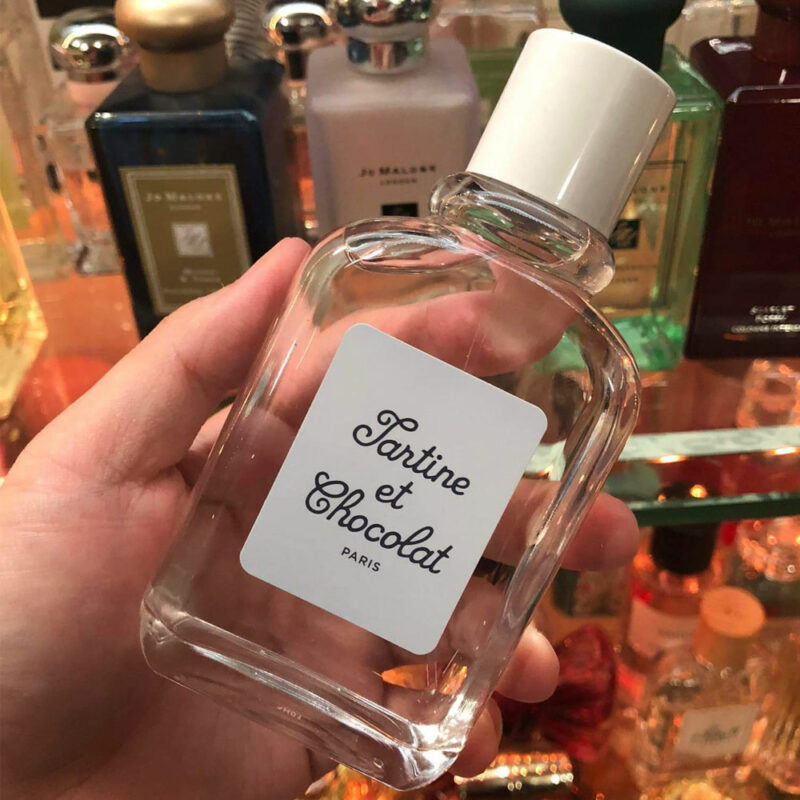 JO MALONE
LONDON
JO MALONE
LONDON
Tartine
et
Chocolat
PARIS